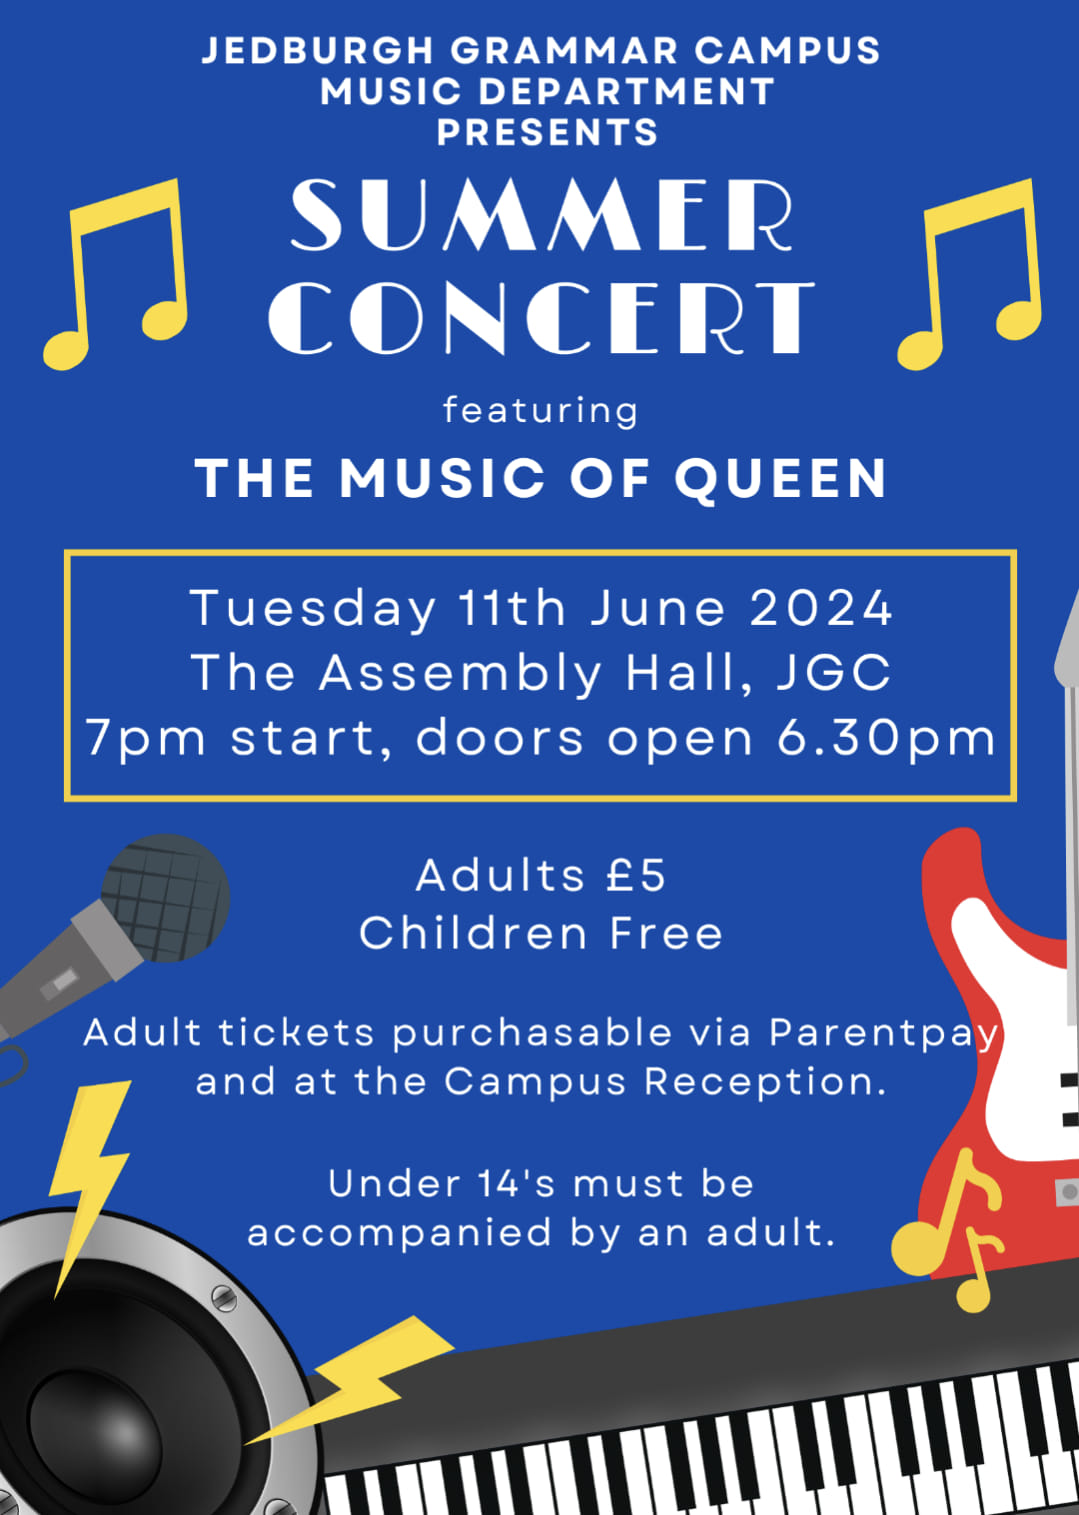 JEDBURGH GRAMMAR CAMPUS
MUSIC DEPARTMENT
PRESENTS
SUMMER
CONCERT
featuring
THE MUSIC OF QUEEN
Tuesday 11th June 2024
The Assembly Hall, JGC
7pm start, doors open 6.30pm
Adults £5
Children Free
Adult tickets purchasable via Parentpay
and at the Campus Reception.
Under 14's must be
accompanied by an adult.